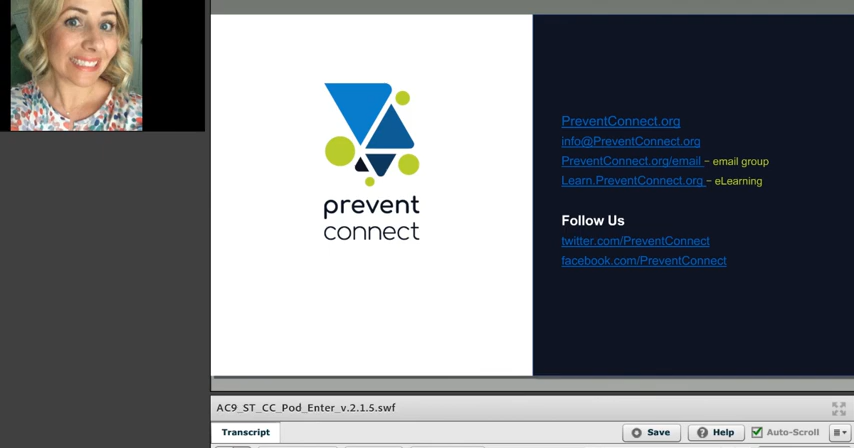 prevent
connect
PreventConnect.org
info@PreventConnect.org
PreventConnect.org/email – email group
Learn.PreventConnect.org – eLearning
Follow Us
twitter.com/PreventConnect
facebook.com/PreventConnect
AC9_ST_CC_Pod_Enter_v.2.1.5.swf
Transcript
Save
Help
Auto-Scroll